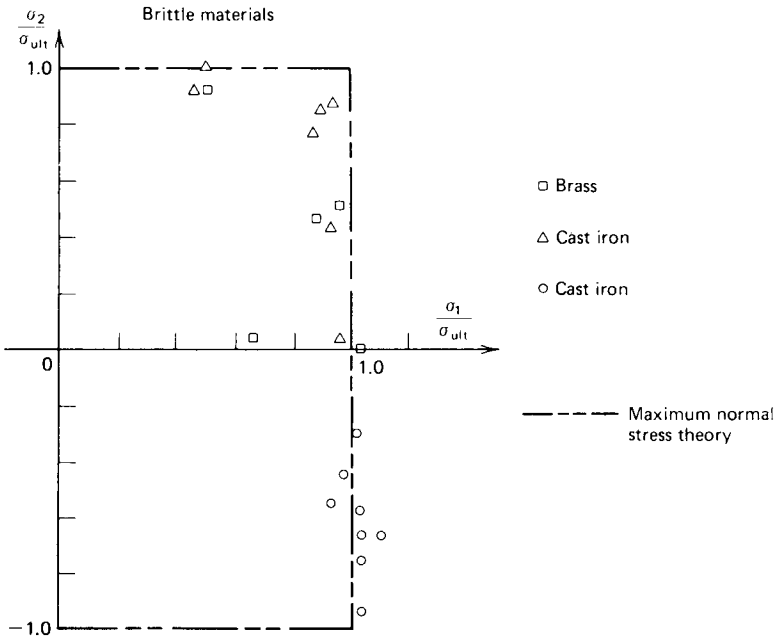 Brittle materials
σ2
σult
1.0
Brass
Cast iron
Cast iron
σ1
σult
0
1.0
Maximum normal
stress theory
−1.0